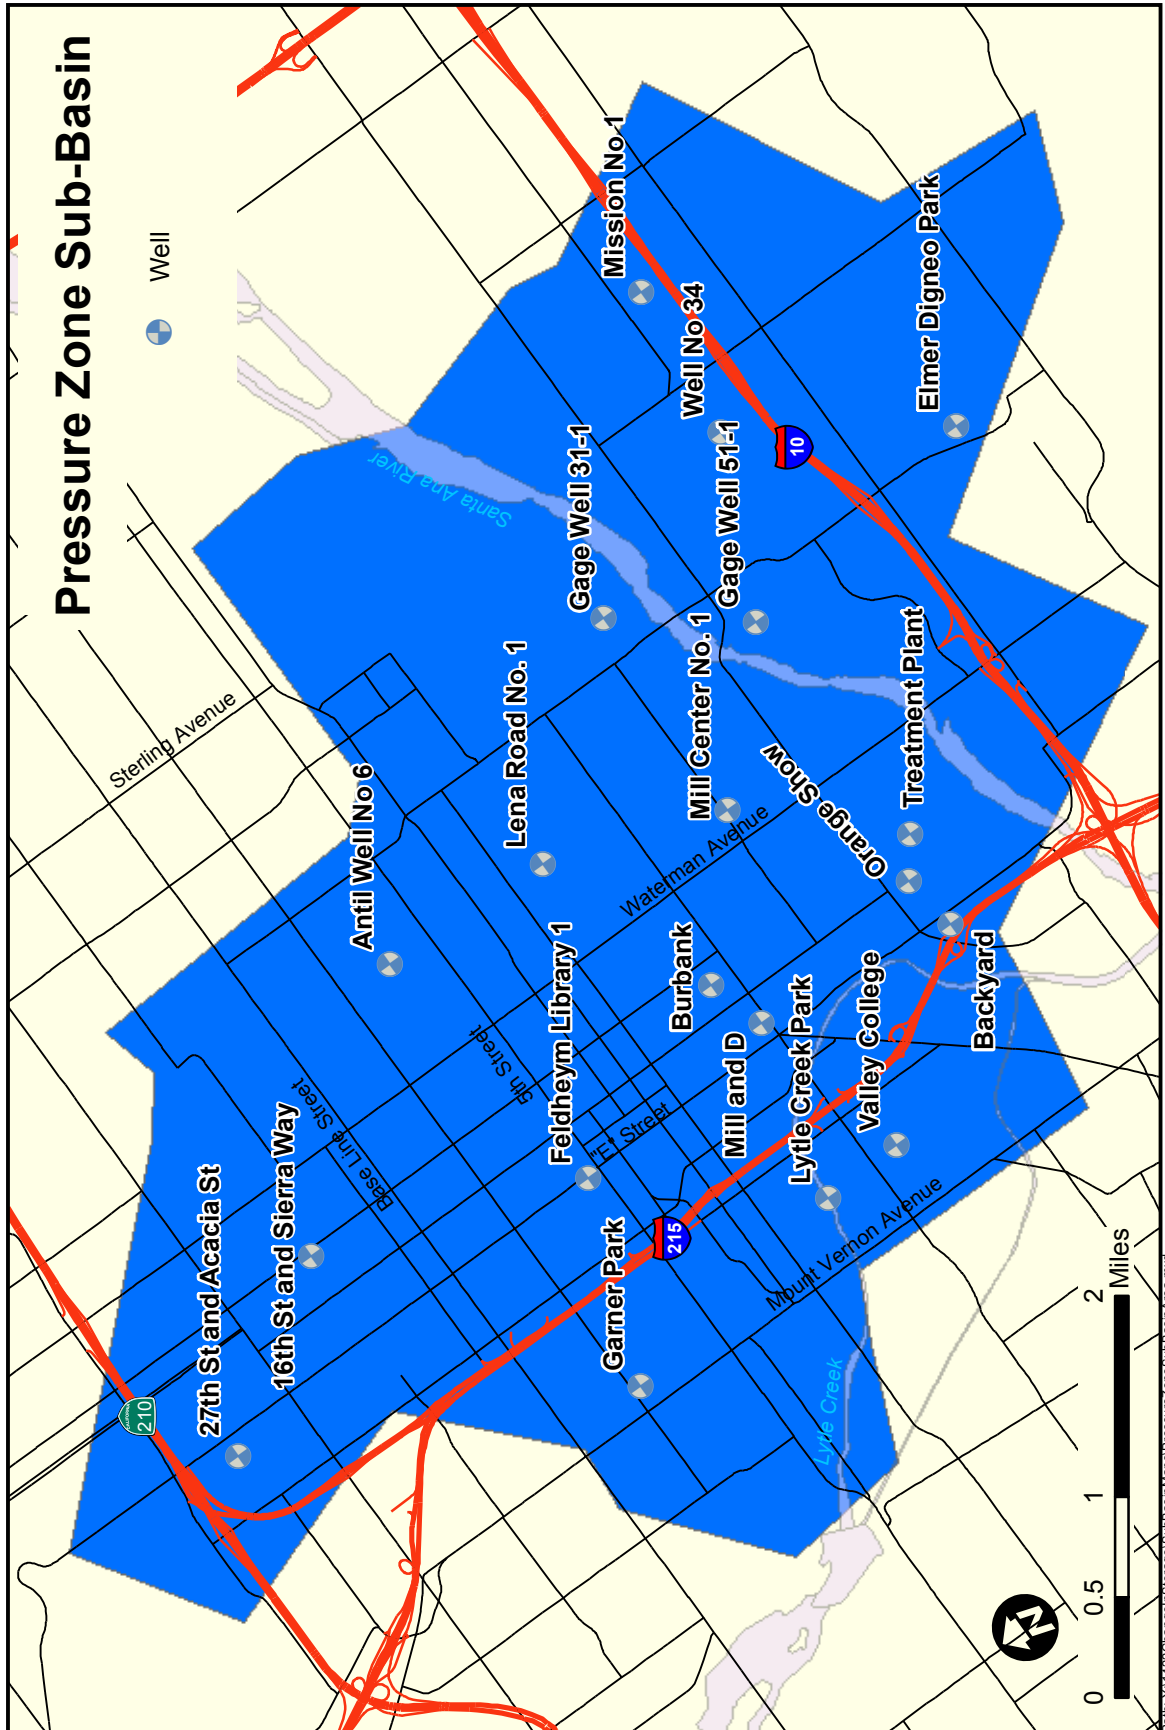 Pressure Zone Sub-Basin
Well
210
27th St and Acacia St
16th St and Sierra Way
Base Line Street
Sterling Avenue
Antil Well No 6
5th Street
Lena Road No. 1
Santa Ana River
Feldheym Library 1
"E" Street
Gage Well 31-1
Mission No 1
Garner Park
215
Waterman Avenue
Burbank
Mill Center No. 1
Well No 34
Gage Well 51-1
10
Mill and D
Orange Show
Lytle Creek Park
Mount Vernon Avenue
Lytle Creek
Valley College
Treatment Plant
Elmer Digneo Park
Backyard
N
0 0.5 1 2
Miles